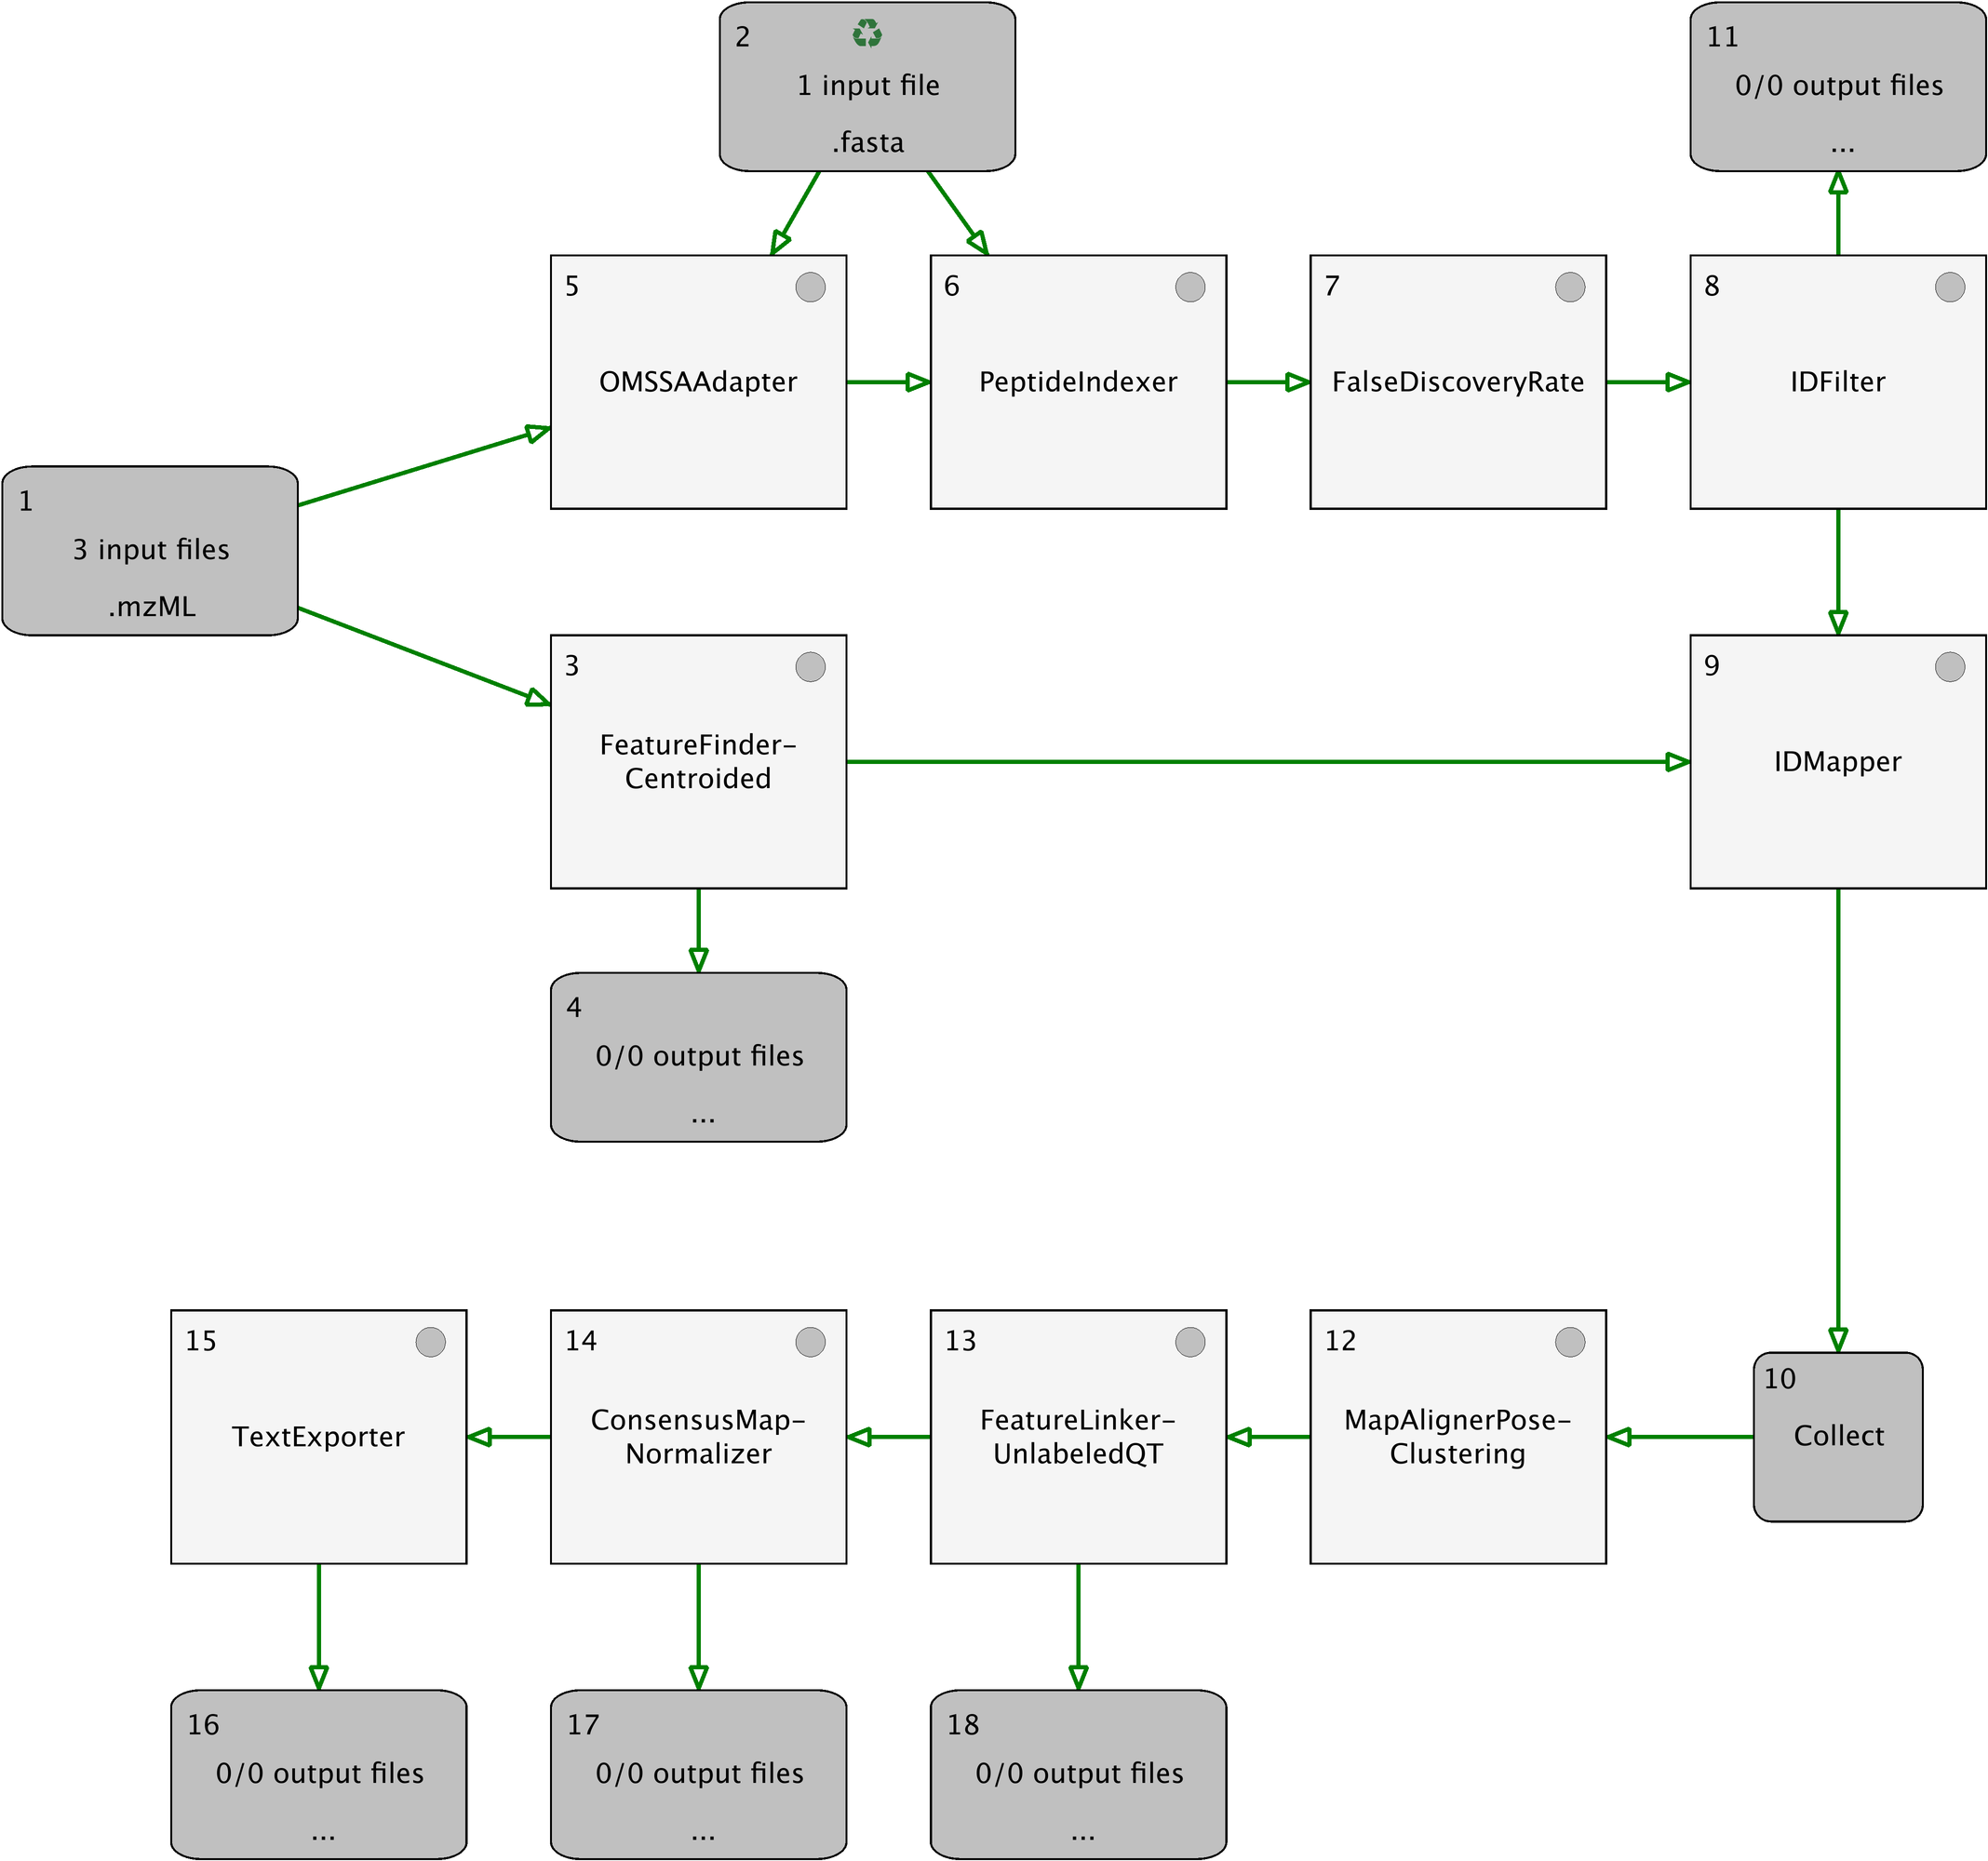 2
1 input file
.fasta
11
0/0 output files
...
5
OMSSAAdapter
6
PeptideIndexer
7
FalseDiscoveryRate
8
IDFilter
1
3 input files
.mzML
3
FeatureFinder-
Centroided
9
IDMapper
4
0/0 output files
...
15
TextExporter
14
ConsensusMap-
Normalizer
13
FeatureLinker-
UnlabeledQT
12
MapAlignerPose-
Clustering
10
Collect
16
0/0 output files
...
17
0/0 output files
...
18
0/0 output files
...